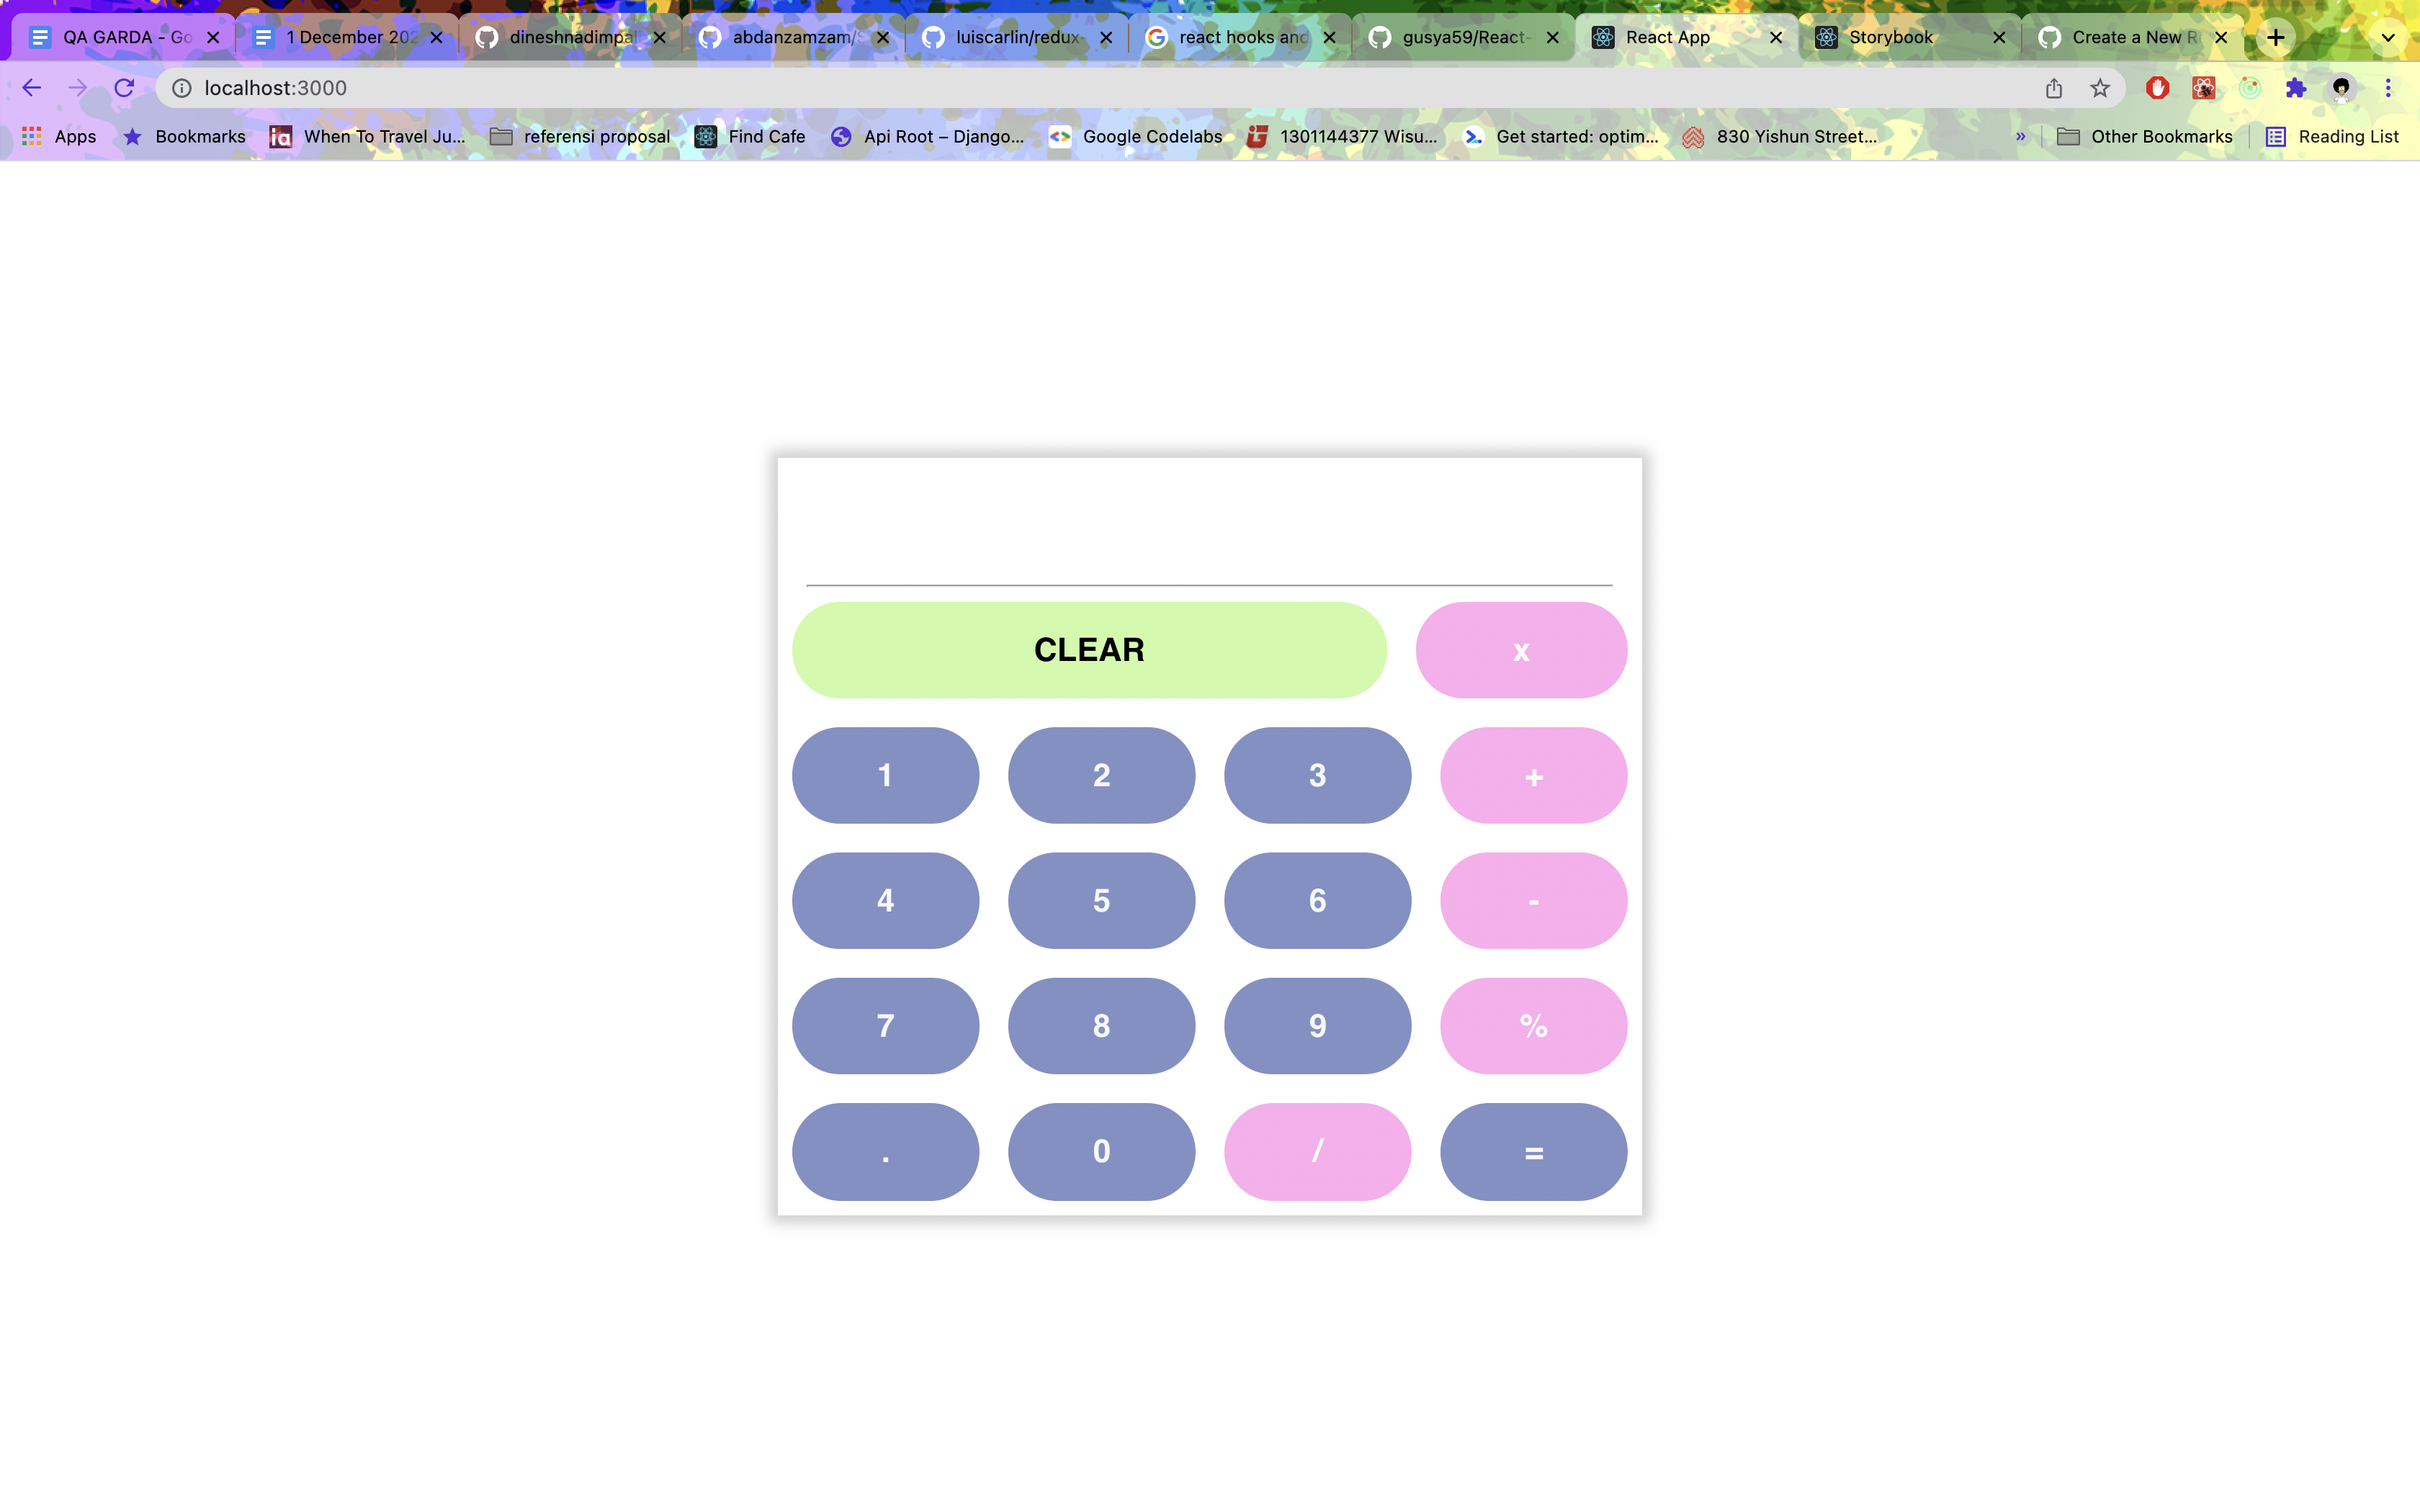 QA GARDA - Go
1 December 202
dineshnadimpal
abdanzamzam/S
luiscarlin/redux-
react hooks and
gusya59/React-
React App
Storybook
Create a New R
localhost:3000
Apps
Bookmarks
When To Travel Ju...
referensi proposal
Find Cafe
Api Root – Django...
Google Codelabs
1301144377 Wisu...
Get started: optim...
830 Yishun Street...
»
Other Bookmarks
Reading List
CLEAR x
1 2 3 +
4 5 6 -
7 8 9 %
. 0 / =